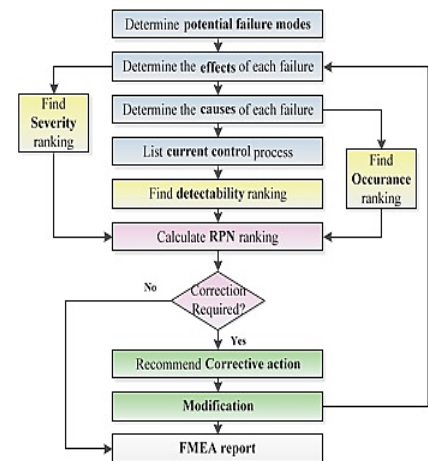 Determine potential failure modes
Determine the effects of each failure
Determine the causes of each failure
Find
Severity
ranking
List current control process
Find
Occurance
ranking
Find detectability ranking
Calculate RPN ranking
No
Correction
Required?
Yes
Recommend Corrective action
Modification
FMEA report